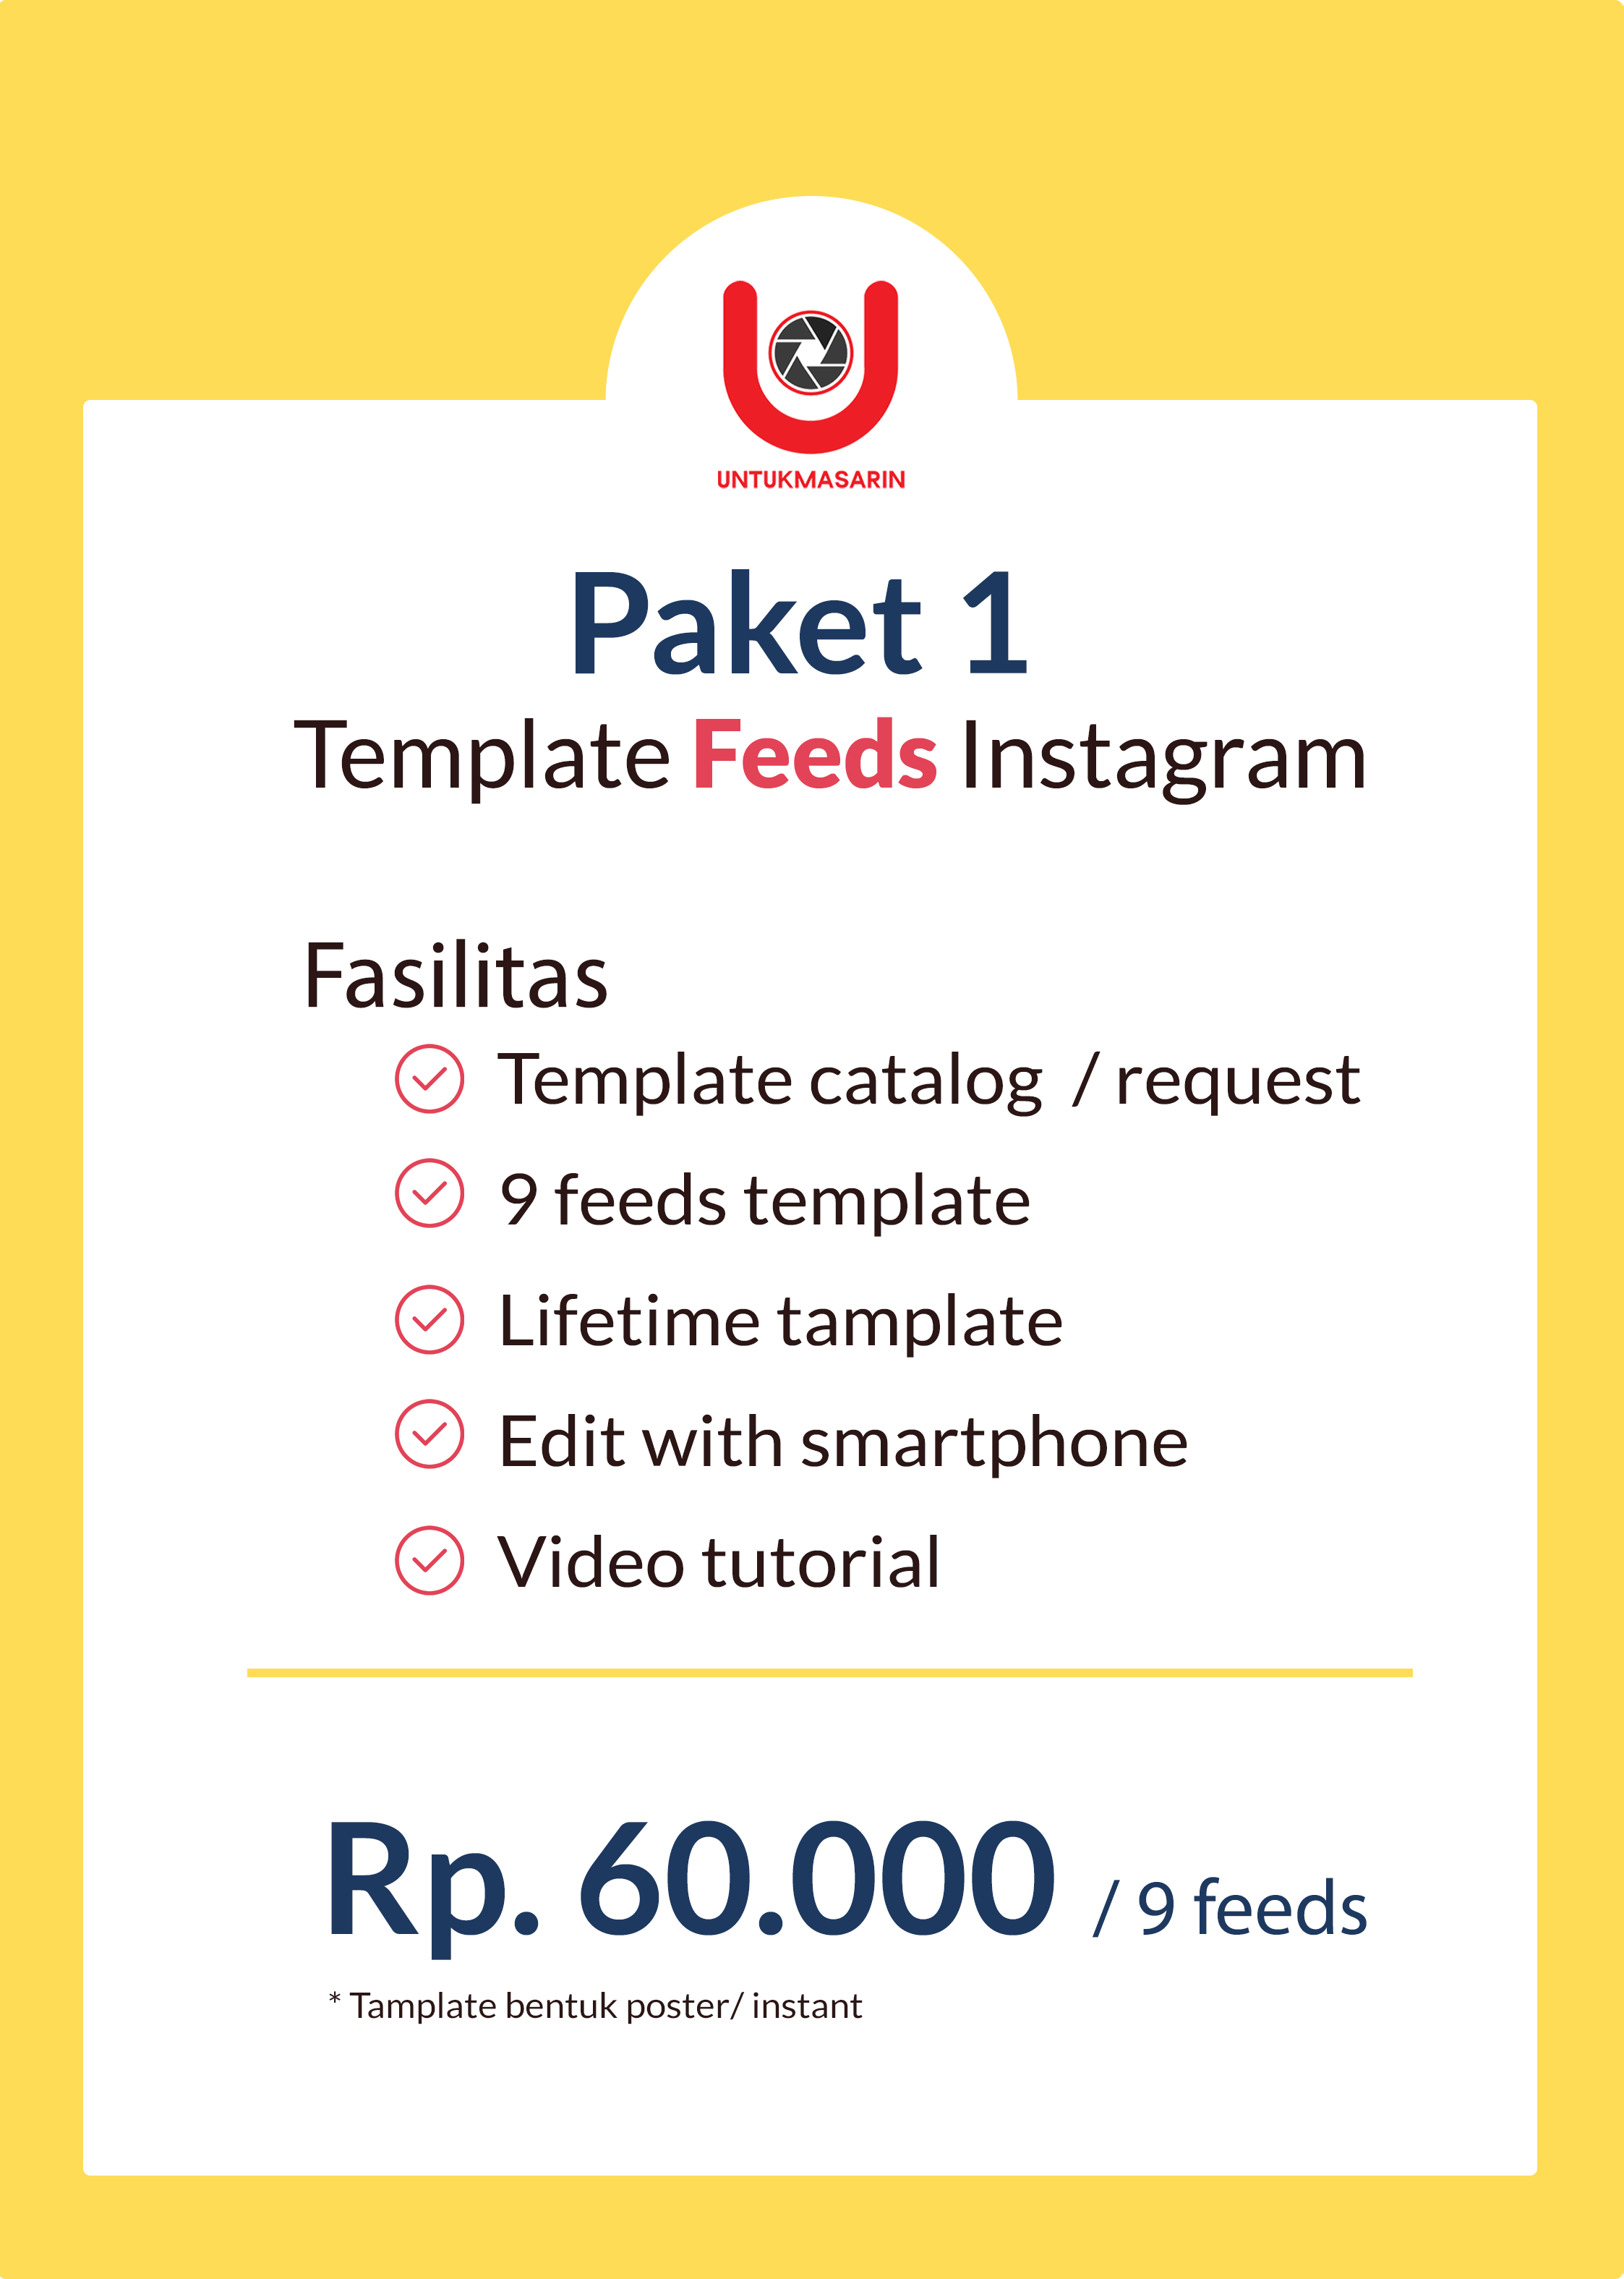 UNTUKMASARIN
Paket 1
Template Feeds Instagram
Fasilitas
Template catalog / request
9 feeds template
Lifetime tamplate
Edit with smartphone
Video tutorial
Rp. 60.000 / 9 feeds
* Tamplate bentuk poster/ instant